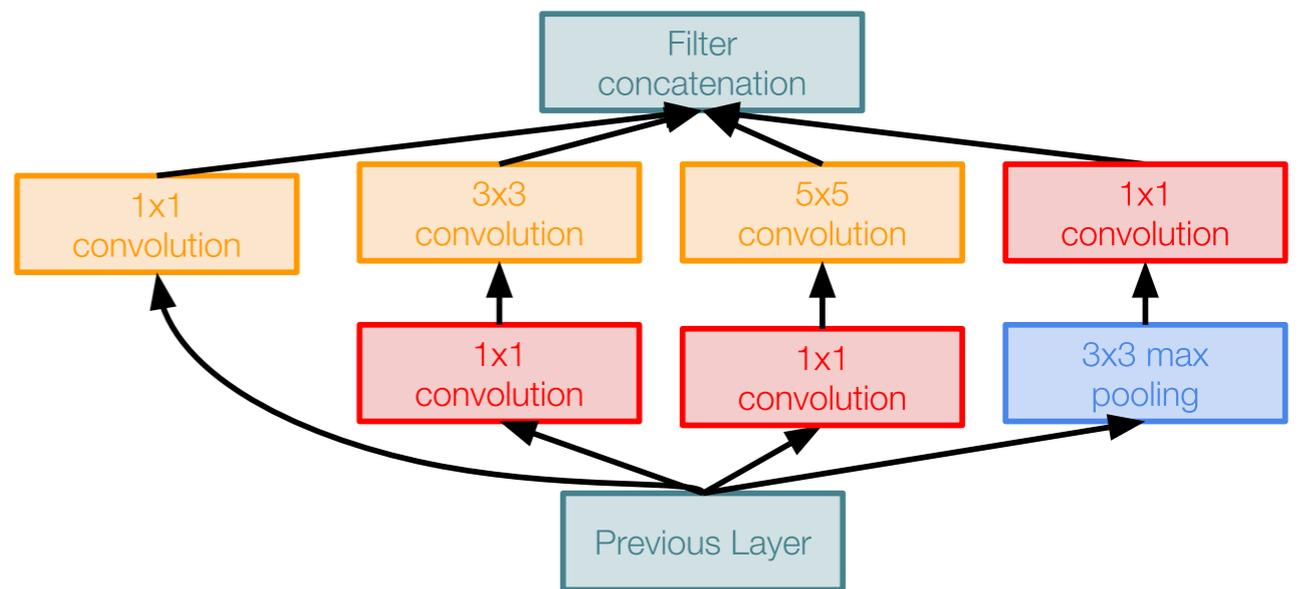 Filter
concatenation
1x1
convolution
3x3
convolution
5x5
convolution
1x1
convolution
1x1
convolution
1x1
convolution
3x3 max
pooling
Previous Layer